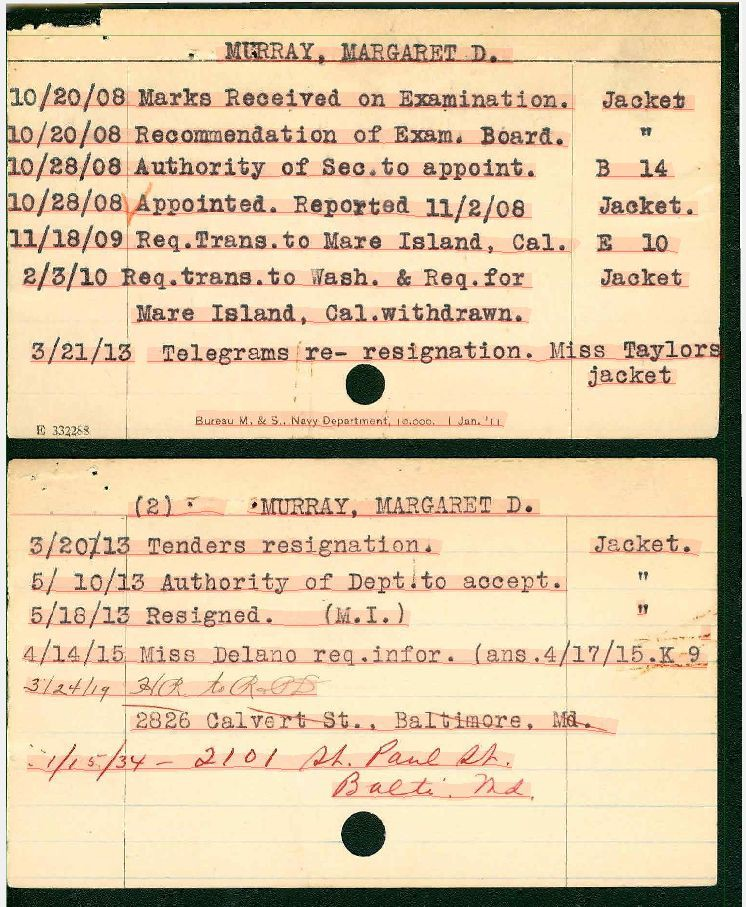 MURRAY, MARGARET D.
10/20/08 Marks Received on Examination. Jacket
10/20/08 Recommendation of Exam. Board. "
10/28/08 Authority of Sec.to appoint. B 14
10/28/08 Appointed. Reported 11/2/08 Jacket.
11/18/09 Req.Trans.to Mare Island, Cal. E 10
2/3/10 Req.trans.to Wash. & Req.for Jacket
Mare Island, Cal.withdrawn.
3/21/13 Telegrams re- resignation. Miss Taylors
jacket
E 332288
Bureau M. & S., Navy Department, 10,000. 1 Jan. '11
(2) MURRAY, MARGARET D.
3/20/13 Tenders resignation. Jacket.
5/ 10/13 Authority of Dept.to accept. "
5/18/13 Resigned. (M.I.) "
4/14/15 Miss Delano req.infor. (ans.4/17/15.K 9
3/24/19 to
2826 Calvert St., Baltimore, Md.
1/15/34 - 2101 St. Paul St.
Balti. Md.